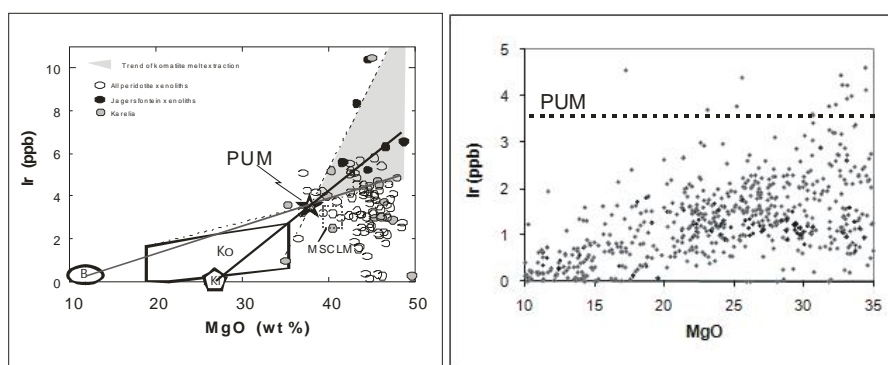 10
8
6
4
2
0
Ir (ppb)
Trend of komatiite melt extraction
All peridotite xenoliths
Jagersfontein xenoliths
Karelia
PUM
MSCLM
Ko
B
Ki
10 20 30 40 50
MgO (wt %)
5
4
3
2
1
0
Ir (ppb)
PUM
10 15 20 25 30 35
MgO